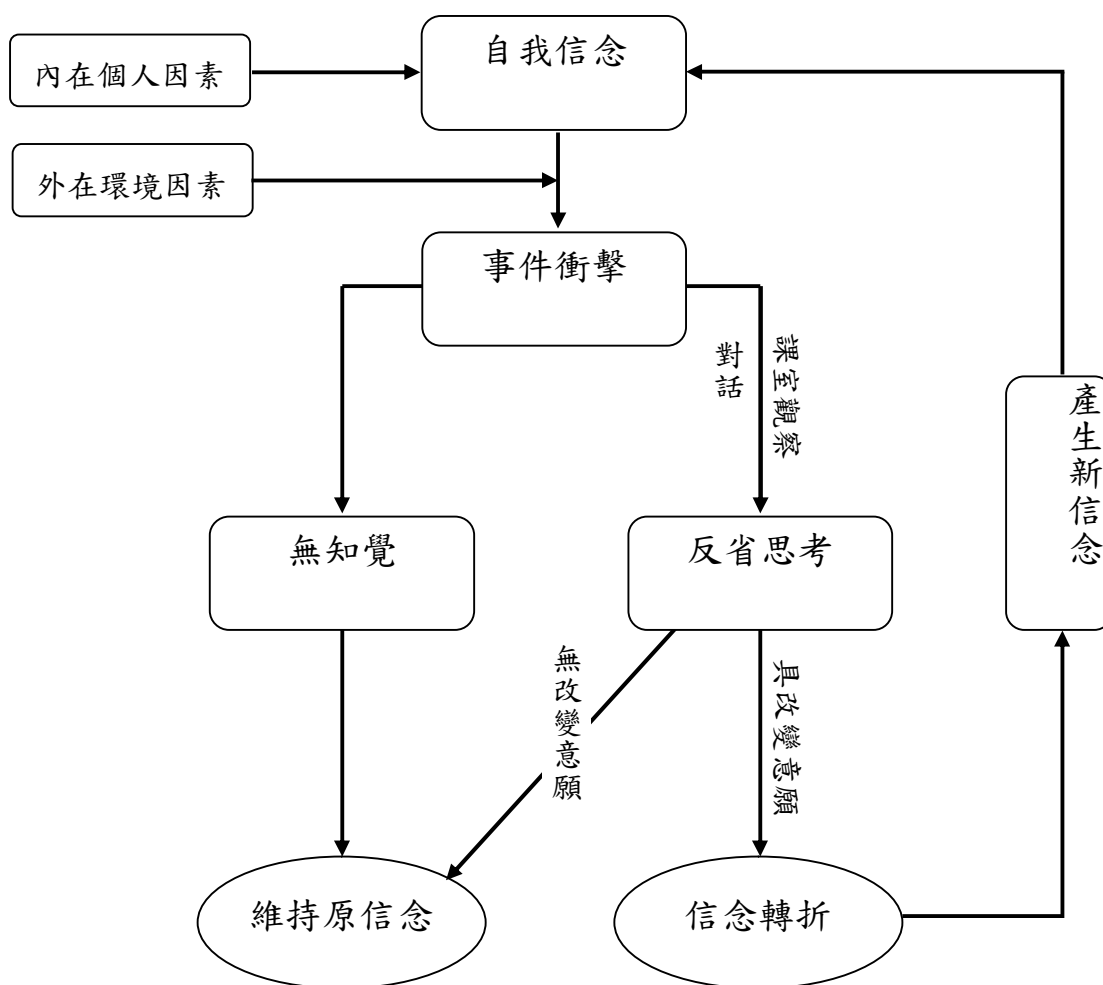 自我信念
內在個人因素
外在環境因素
事件衝擊
對話
課室觀察
產生新信念
無知覺
反省思考
無改變意願
具改變意願
維持原信念
信念轉折